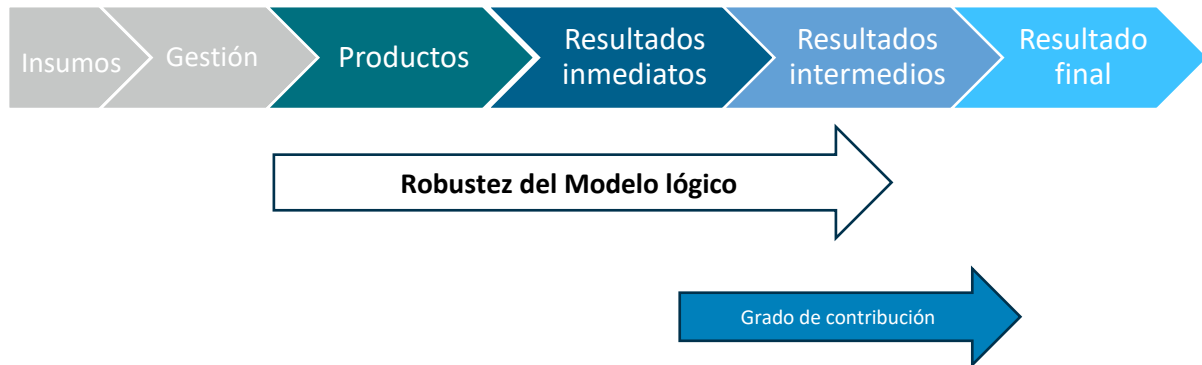 Insumos
Gestión
Productos
Resultados
inmediatos
Resultados
intermedios
Resultado
final
Robustez del Modelo lógico
Grado de contribución